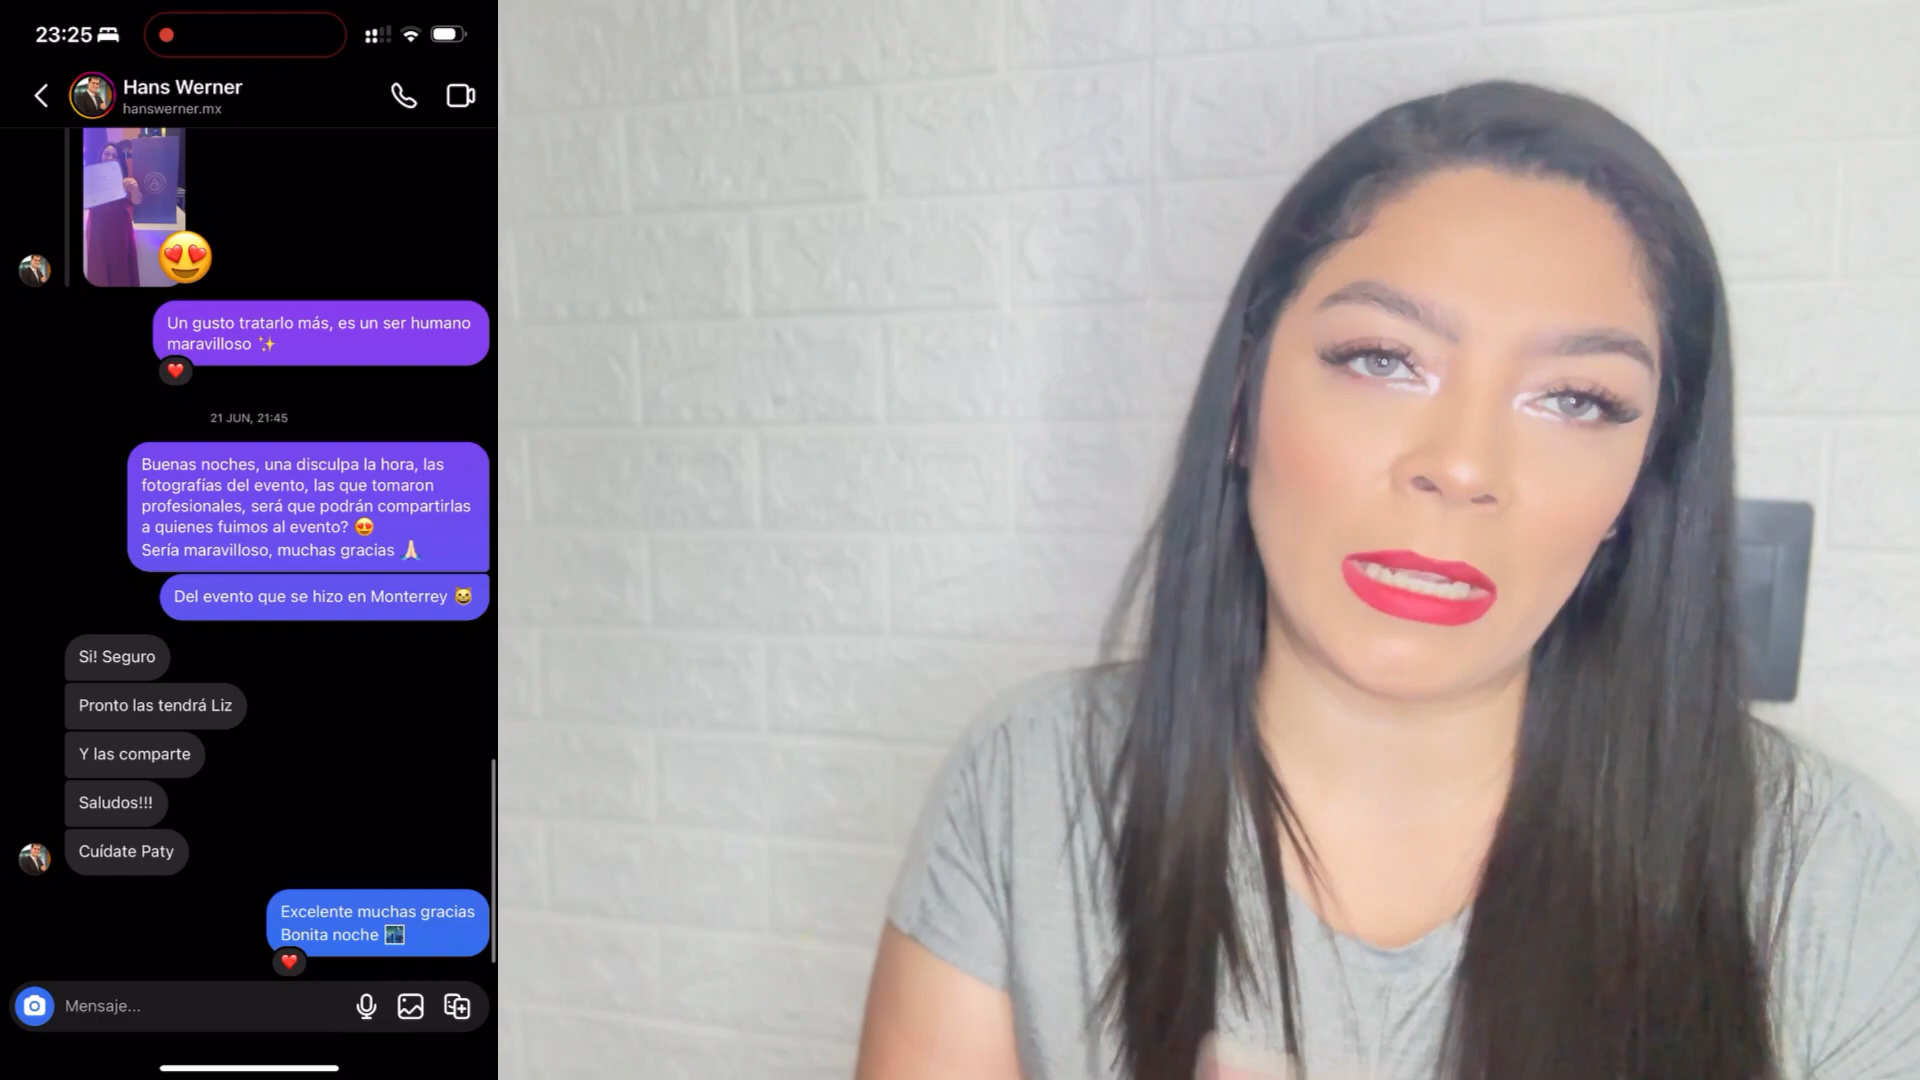 23:25
Hans Werner
hanswerner.mx
Un gusto tratarlo más, es un ser humano
maravilloso ✨
21 JUN, 21:45
Buenas noches, una disculpa la hora, las
fotografías del evento, las que tomaron
profesionales, será que podrán compartirlas
a quienes fuimos al evento? 😍
Sería maravilloso, muchas gracias 🙏🏻
Del evento que se hizo en Monterrey 😸
Si! Seguro
Pronto las tendrá Liz
Y las comparte
Saludos!!!
Cuídate Paty
Excelente muchas gracias
Bonita noche 🌃
Mensaje...